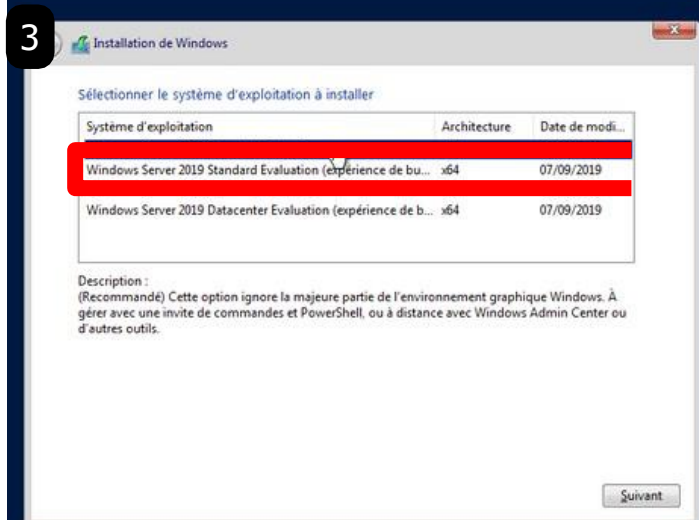 3
Installation de Windows
Sélectionner le système d'exploitation à installer
Système d'exploitation Architecture Date de modi...
Windows Server 2019 Standard Evaluation (expérience de bu... x64 07/09/2019
Windows Server 2019 Datacenter Evaluation (expérience de b... x64 07/09/2019
Description :
(Recommandé) Cette option ignore la majeure partie de l'environnement graphique Windows. À
gérer avec une invite de commandes et PowerShell, ou à distance avec Windows Admin Center ou
d'autres outils.
Suivant